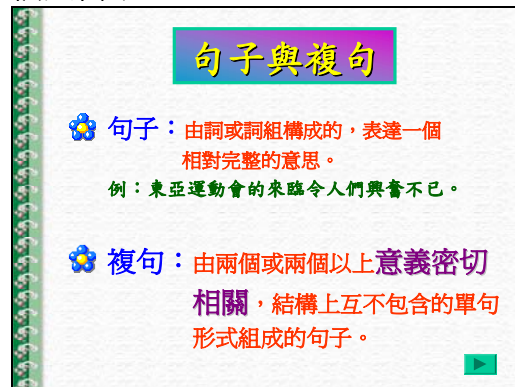 句子與複句
句子：由詞或詞組構成的，表達一個
相對完整的意思。
例：東亞運動會的來臨令人們興奮不已。
複句：由兩個或兩個以上意義密切
相關，結構上互不包含的單句
形式組成的句子。